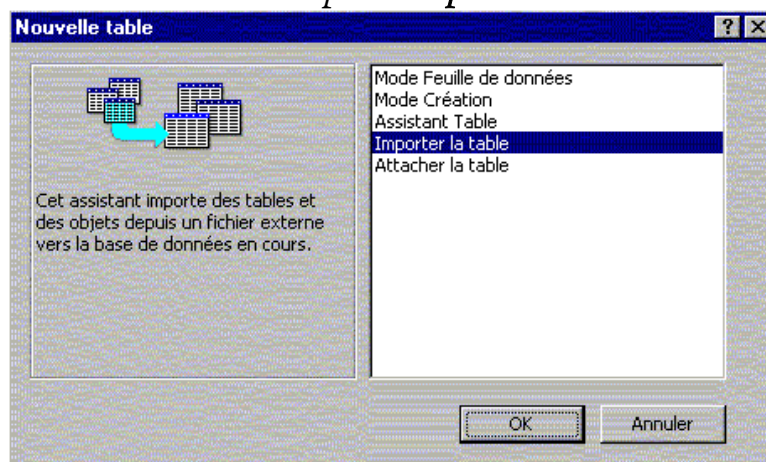 Nouvelle table
Mode Feuille de données
Mode Création
Assistant Table
Importer la table
Attacher la table
Cet assistant importe des tables et
des objets depuis un fichier externe
vers la base de données en cours.
OK
Annuler